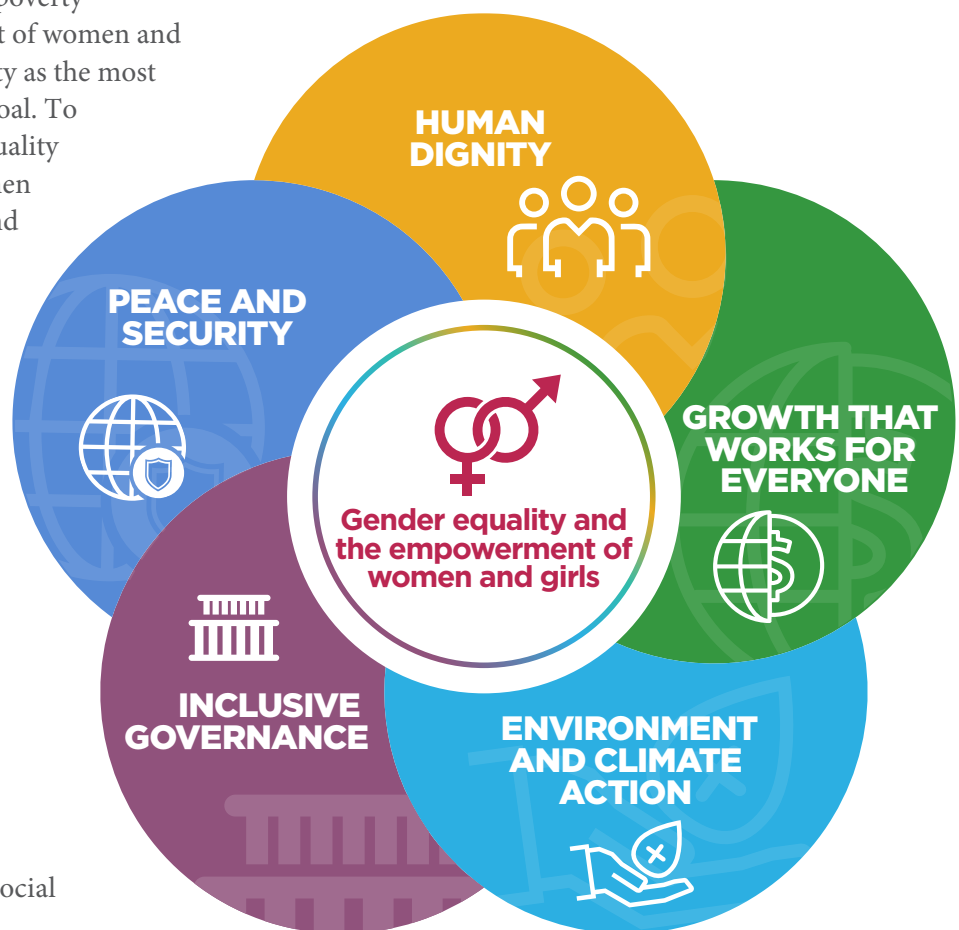 poverty
t of women and
ty as the most
oal. To
uality
en
nd
HUMAN
DIGNITY
PEACE AND
SECURITY
GROWTH THAT
WORKS FOR
EVERYONE
Gender equality and
the empowerment of
women and girls
INCLUSIVE
GOVERNANCE
ENVIRONMENT
AND CLIMATE
ACTION
ocial